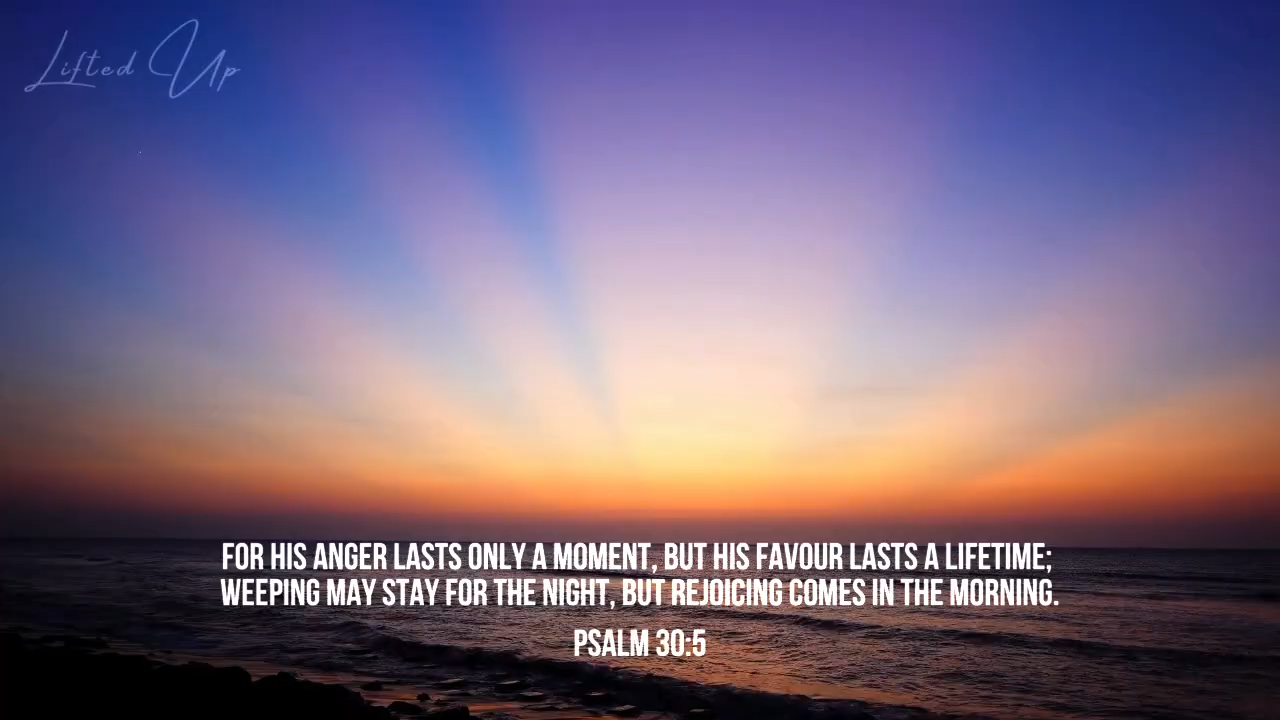 Lifted Up
FOR HIS ANGER LASTS ONLY A MOMENT, BUT HIS FAVOUR LASTS A LIFETIME;
WEEPING MAY STAY FOR THE NIGHT, BUT REJOICING COMES IN THE MORNING.
PSALM 30:5